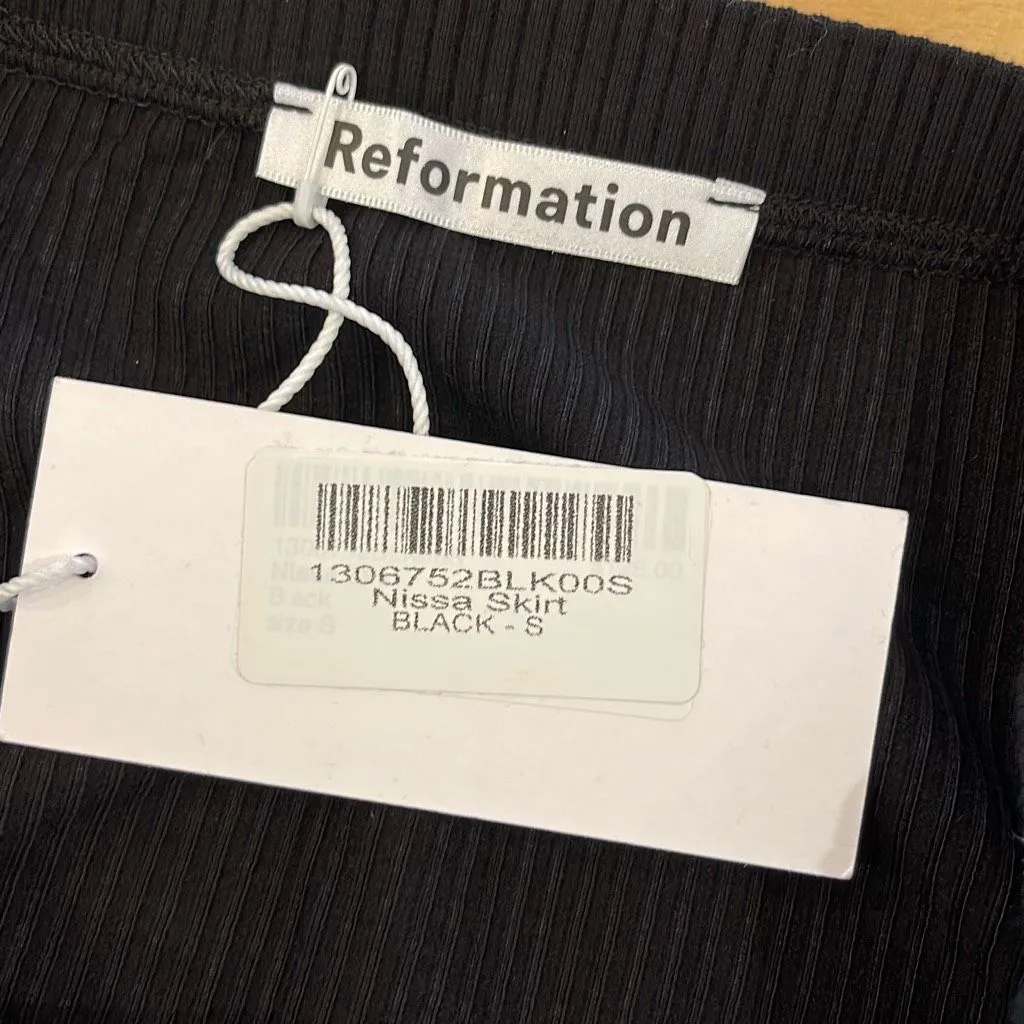 Reformation
1306752BLK00S
Nissa Skirt
BLACK - S